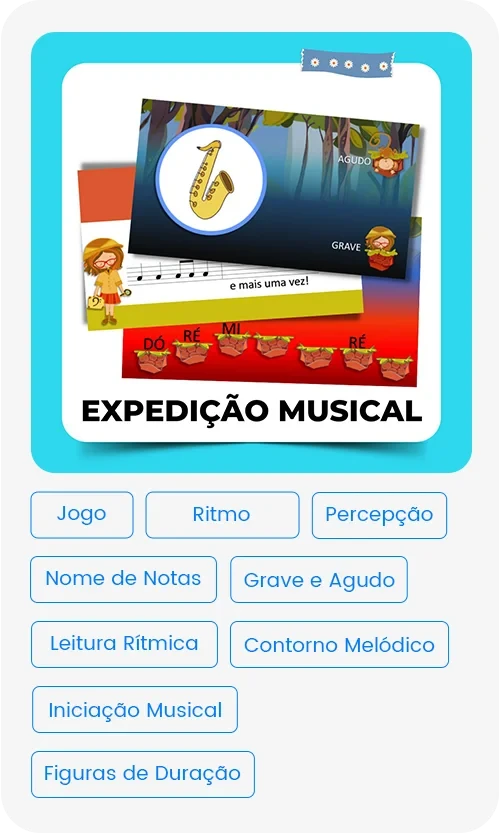 AGUDO
GRAVE
e mais uma vez!
DÓ RÉ MI RÉ
EXPEDIÇÃO MUSICAL
Jogo
Ritmo
Percepção
Nome de Notas
Grave e Agudo
Leitura Rítmica
Contorno Melódico
Iniciação Musical
Figuras de Duração